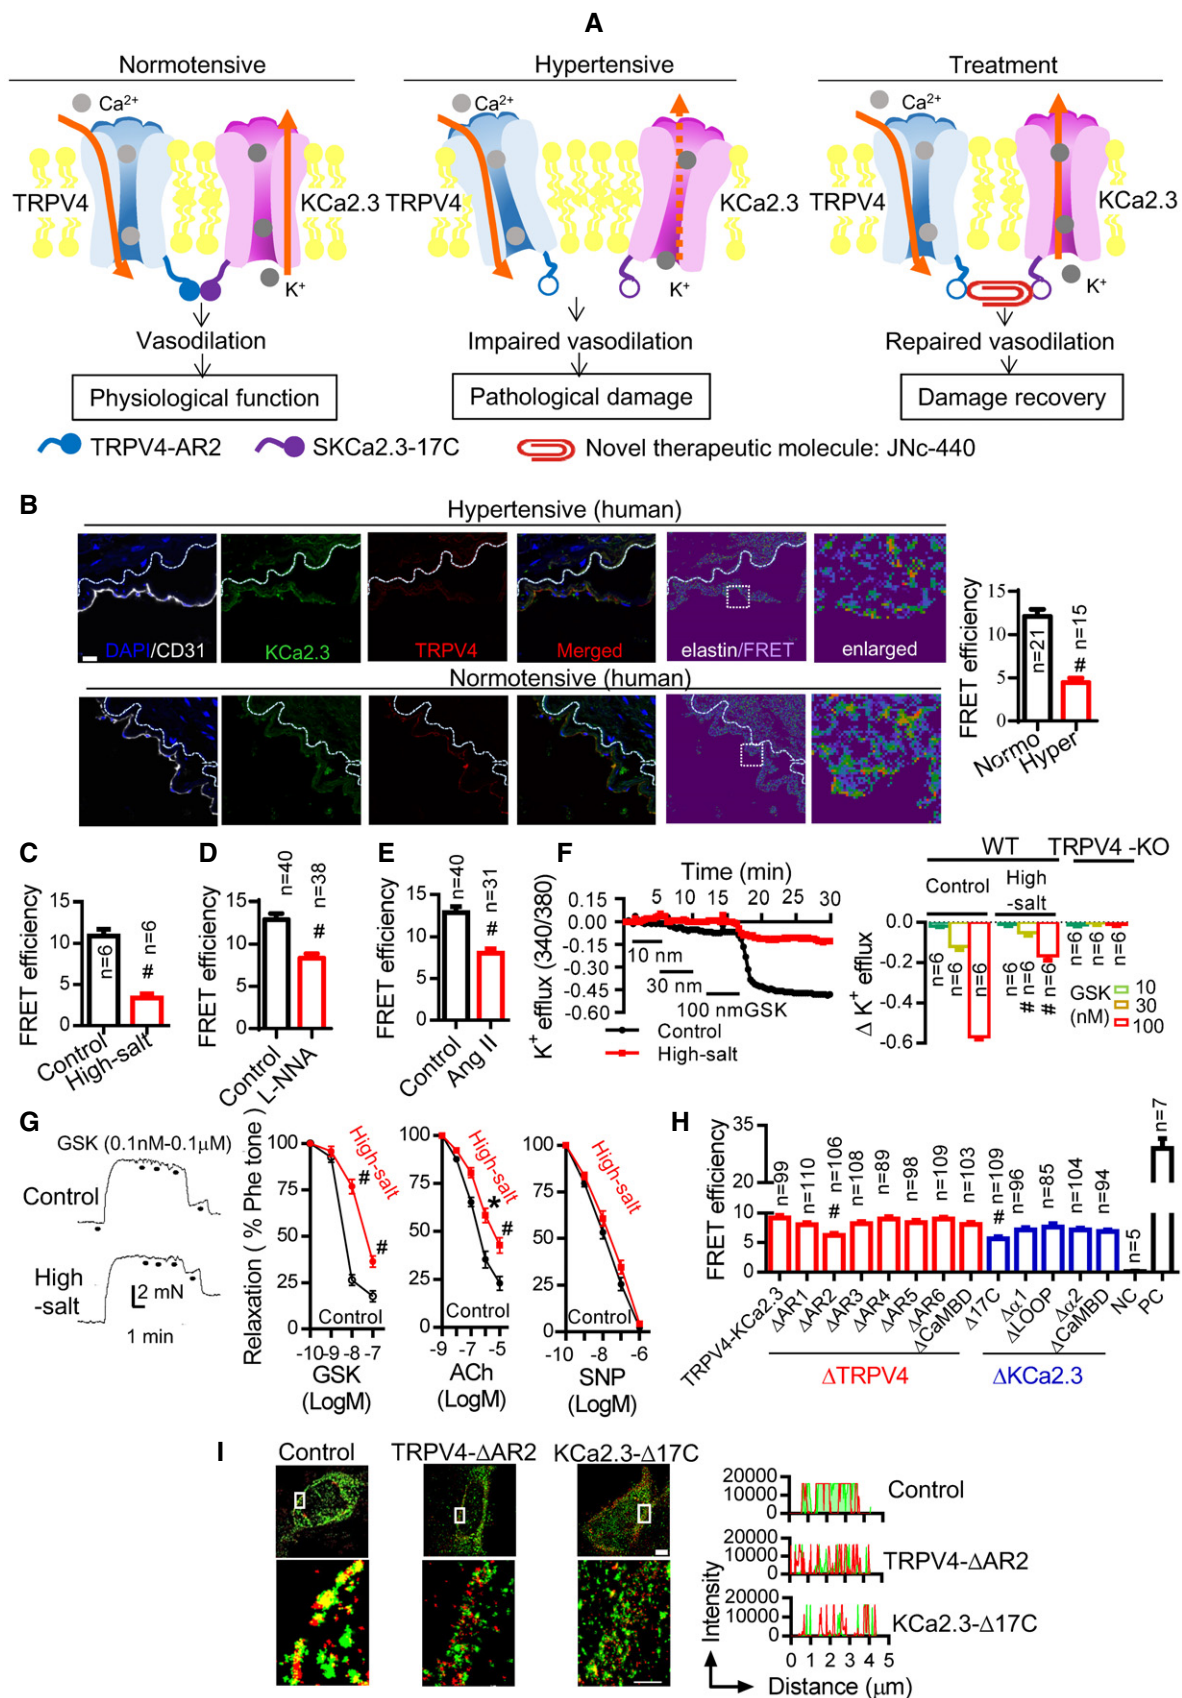 A
Normotensive
Hypertensive
Treatment
Ca2+
Ca2+
Ca2+
TRPV4
KCa2.3
TRPV4
KCa2.3
TRPV4
KCa2.3
K+
K+
K+
Vasodilation
Impaired vasodilation
Repaired vasodilation
Physiological function
Pathological damage
Damage recovery
TRPV4-AR2
SKCa2.3-17C
Novel therapeutic molecule: JNc-440
B
Hypertensive (human)
DAPI/CD31
KCa2.3
TRPV4
Merged
elastin/FRET
enlarged
Normotensive (human)
FRET efficiency
15
10
5
0
n=21
# n=15
Normo
Hyper
C
FRET efficiency
15
10
5
0
n=6
# n=6
Control
High-salt
D
FRET efficiency
15
10
5
0
n=40
# n=38
Control
L-NNA
E
FRET efficiency
15
10
5
0
n=40
# n=31
Control
Ang II
F
Time (min)
5 10 15 20 25 30
K+ efflux (340/380)
0.15
0.00
-0.15
-0.30
-0.45
-0.60
10 nm
30 nm
100 nmGSK
Control
High-salt
WT
TRPV4 -KO
Control
High
-salt
Δ K+ efflux
0.0
-0.2
-0.4
-0.6
n=6
n=6
n=6
n=6
# n=6
# n=6
n=6
n=6
n=6
GSK
(nM)
10
30
100
G
GSK (0.1nM-0.1µM)
Control
High
-salt
2 mN
1 min
Relaxation ( % Phe tone)
100
75
50
25
0
High-salt
#
#
Control
-10 -9 -8 -7
GSK
(LogM)
100
75
50
25
0
High-salt
*
#
Control
-9 -7 -6 -5
ACh
(LogM)
100
75
50
25
0
High-salt
Control
-10 -8 -6
SNP
(LogM)
H
FRET efficiency
35
10
5
0
n=99
n=110
# n=106
n=108
n=89
n=98
n=109
n=103
# n=109
n=96
n=85
n=104
n=94
n=5
n=7
TRPV4-KCa2.3
ΔAR1
ΔAR2
ΔAR3
ΔAR4
ΔAR5
ΔAR6
ΔCaMBD
Δ17C
Δα1
ΔLOOP
Δα2
ΔCaMBD
NC
PC
ΔTRPV4
ΔKCa2.3
I
Control
TRPV4-ΔAR2
KCa2.3-Δ17C
20000
10000
0
Control
20000
10000
0
TRPV4-ΔAR2
20000
10000
0
KCa2.3-Δ17C
Intensity
0 1 2 3 4 5
Distance (µm)